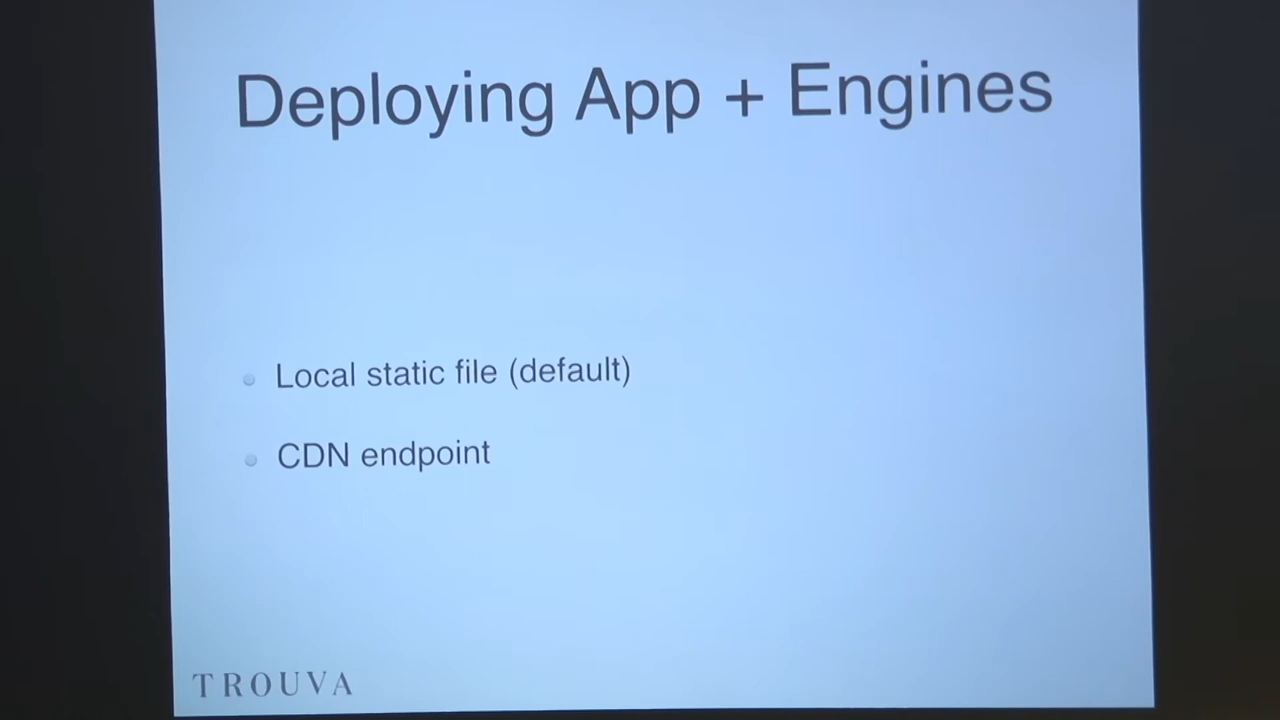 Deploying App + Engines
Local static file (default)
CDN endpoint
TROUVA